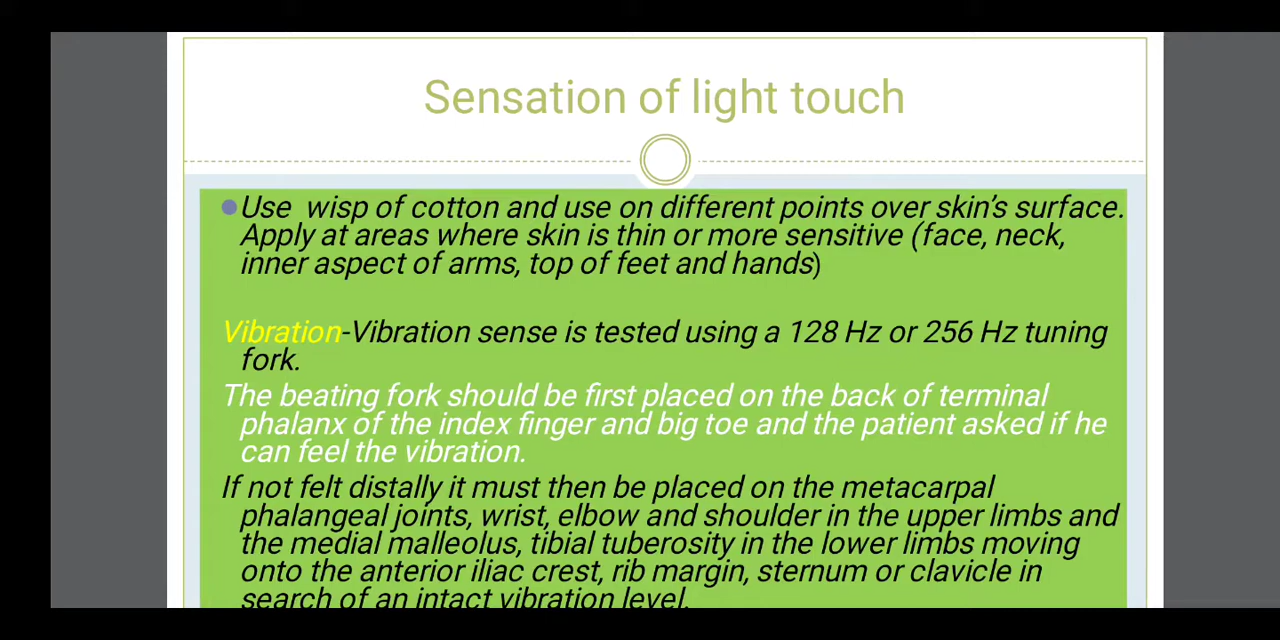 Sensation of light touch
Use wisp of cotton and use on different points over skin's surface.
Apply at areas where skin is thin or more sensitive (face, neck,
inner aspect of arms, top of feet and hands)
Vibration-Vibration sense is tested using a 128 Hz or 256 Hz tuning
fork.
The beating fork should be first placed on the back of terminal
phalanx of the index finger and big toe and the patient asked if he
can feel the vibration.
If not felt distally it must then be placed on the metacarpal
phalangeal joints, wrist, elbow and shoulder in the upper limbs and
the medial malleolus, tibial tuberosity in the lower limbs moving
onto the anterior iliac crest, rib margin, sternum or clavicle in
search of an intact vibration level.